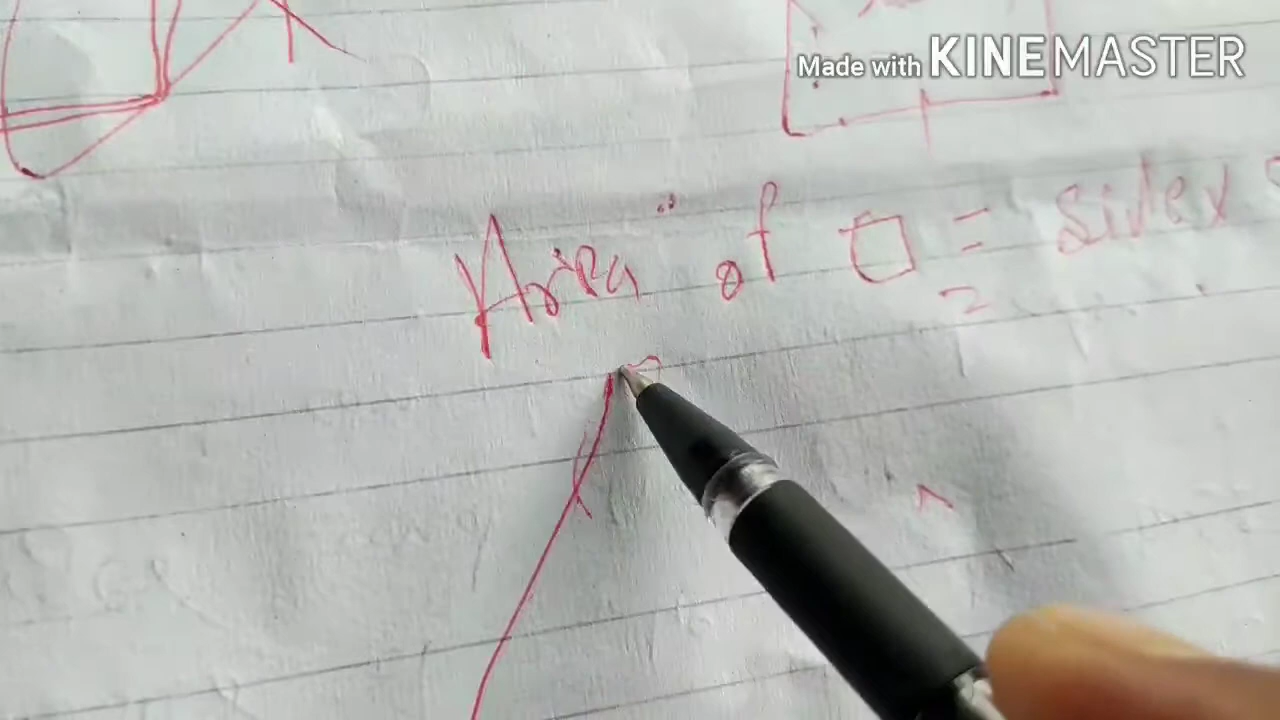 Made with KINEMASTER
Area of □ = side x
=